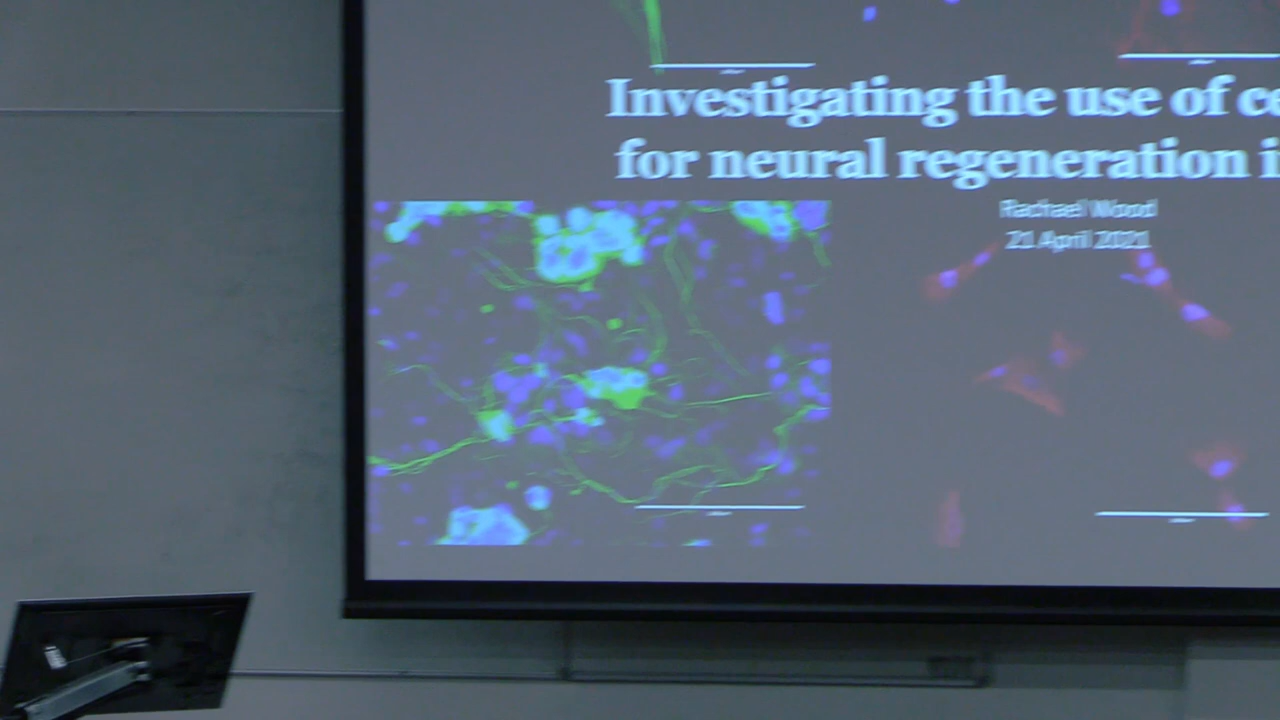 Investigating the use of ce
for neural regeneration i
Rachael Wood
21 April 2021